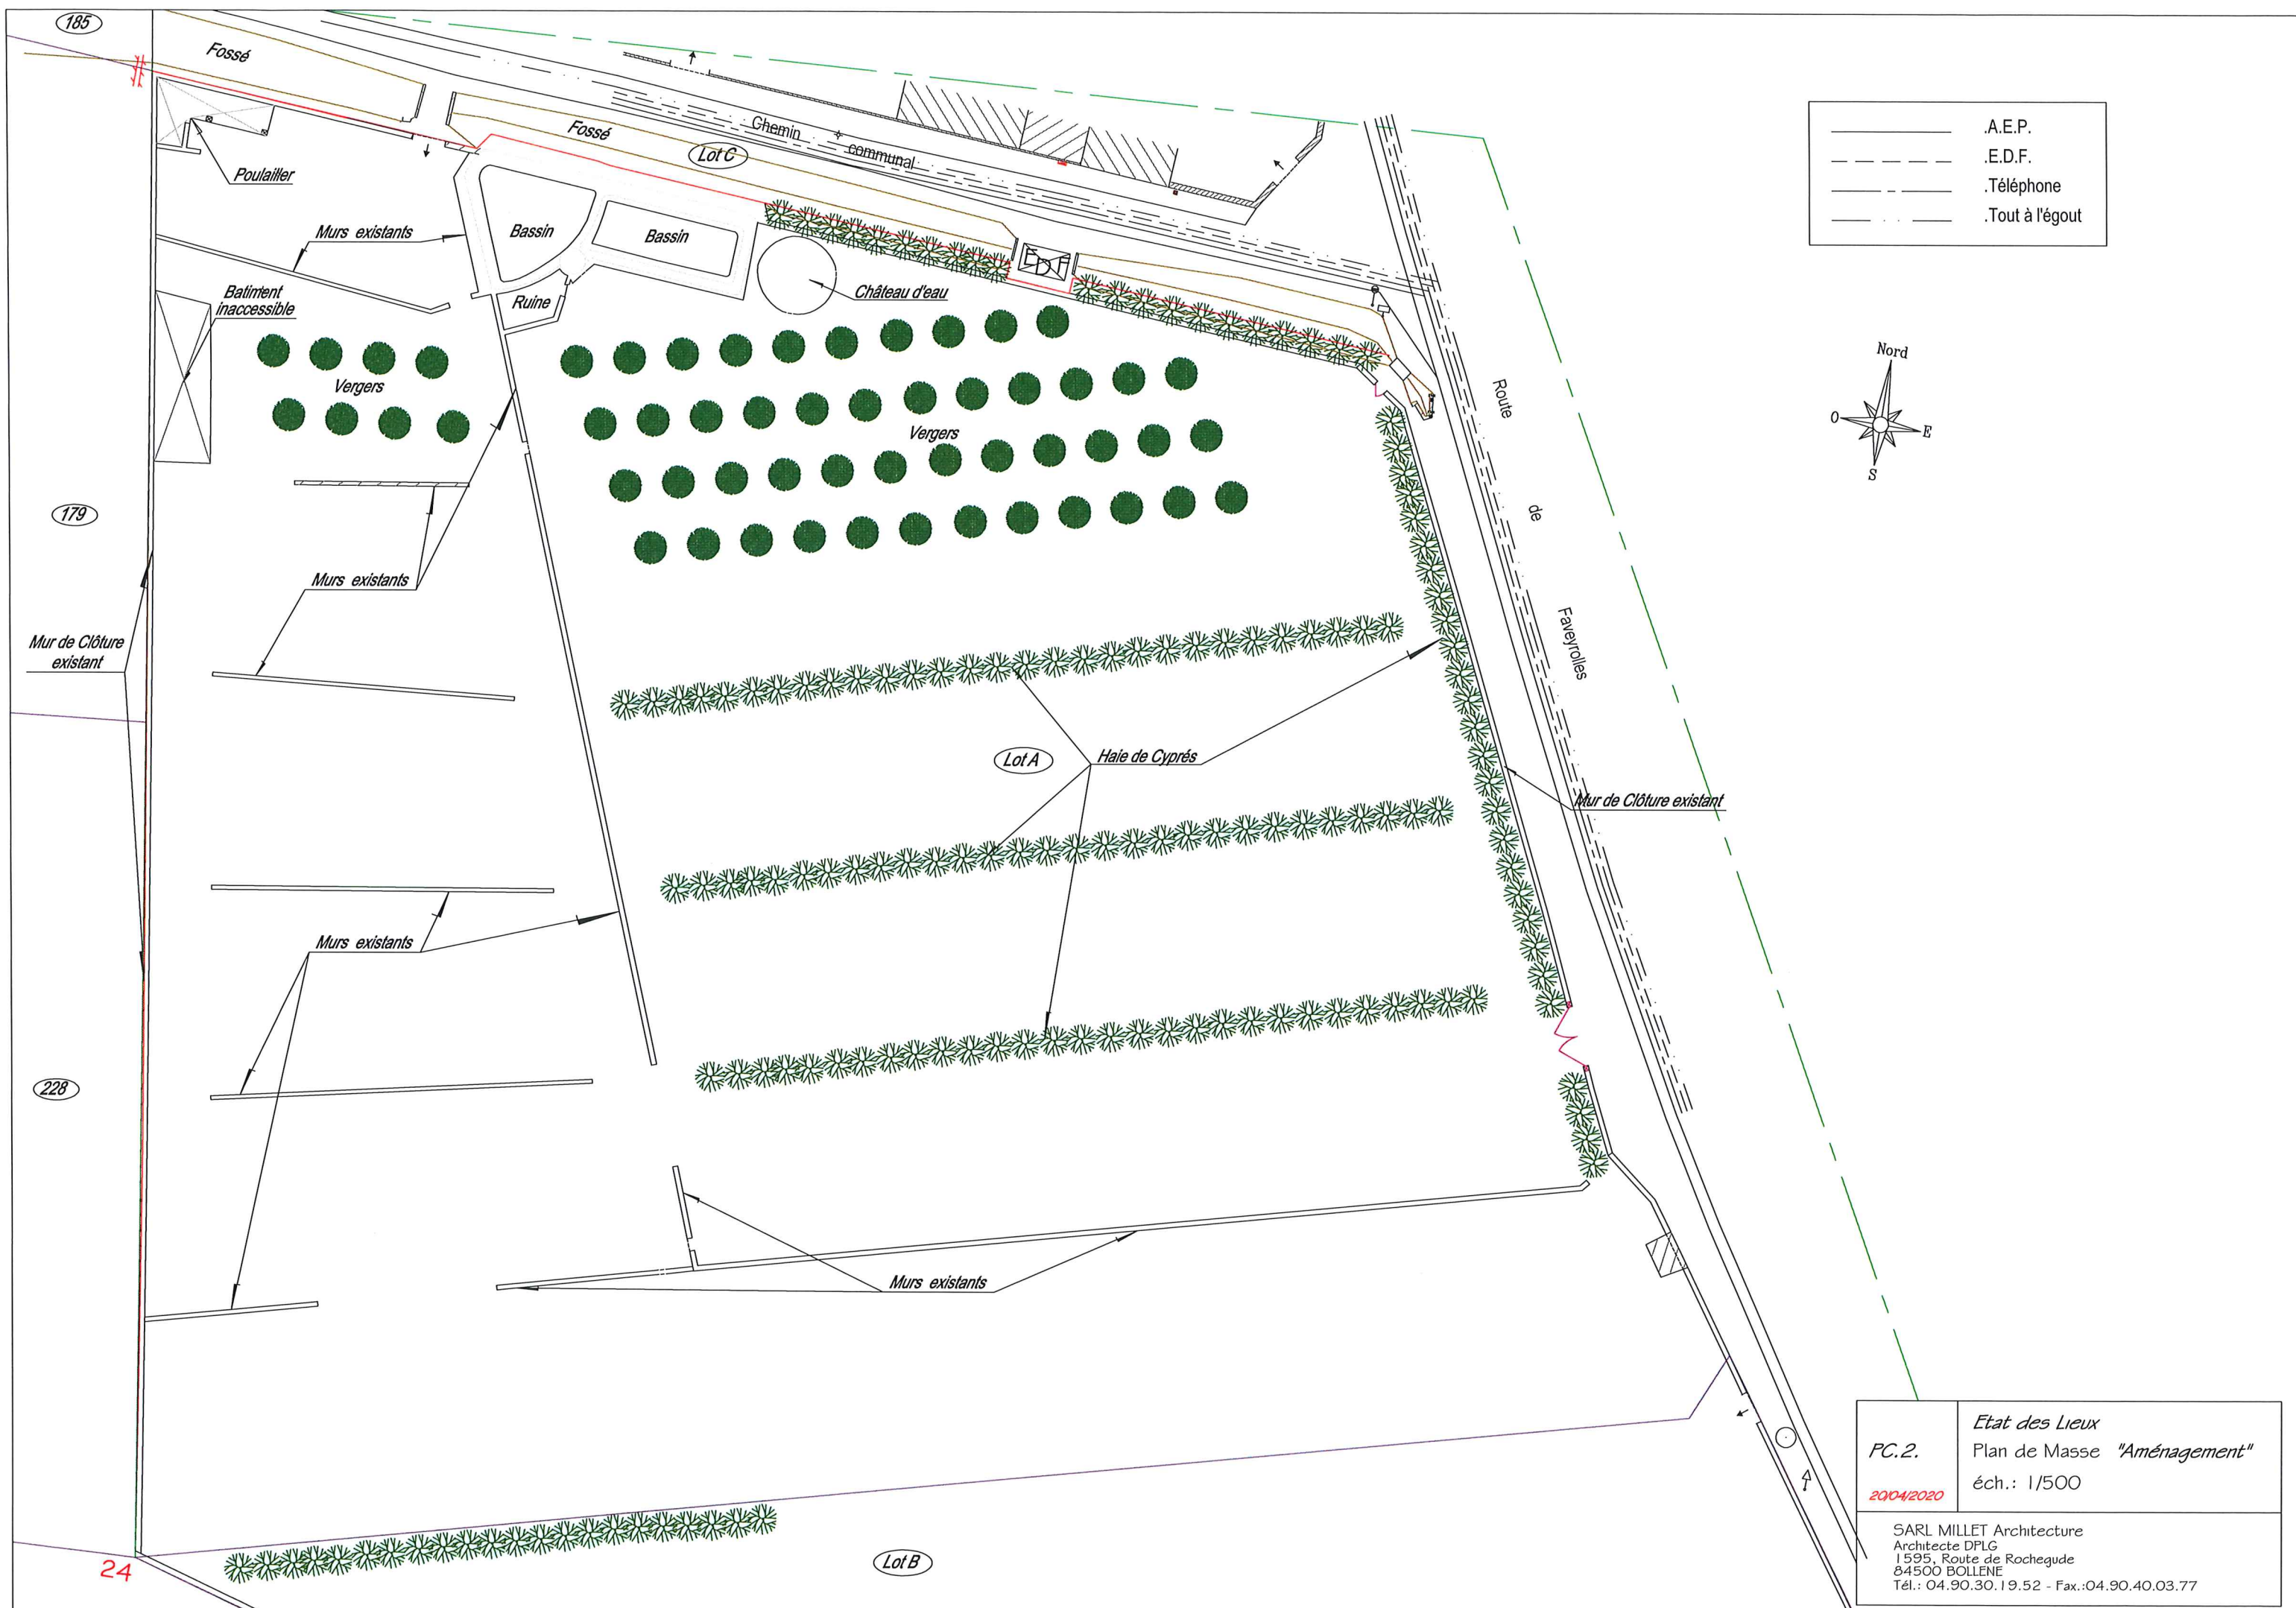 185
Fossé
Fossé
Lot C
Ghemin
communal
.A.E.P.
.E.D.F.
.Téléphone
.Tout à l'égout
Poulailler
Murs existants
Bassin
Bassin
EDF
Château d'eau
Ruine
Batiment
inaccessible
Vergers
Vergers
Nord
O
E
S
Route
de
Faveyrolles
179
Murs existants
Mur de Clôture
existant
Lot A
Haie de Cyprés
Mur de Clôture existant
Murs existants
228
Murs existants
24
Lot B
PC.2.
20/04/2020
Etat des Lieux
Plan de Masse "Aménagement"
éch.: 1/500
SARL MILLET Architecture
Architecte DPLG
1595, Route de Rochegude
84500 BOLLENE
Tél.: 04.90.30.19.52 - Fax.:04.90.40.03.77